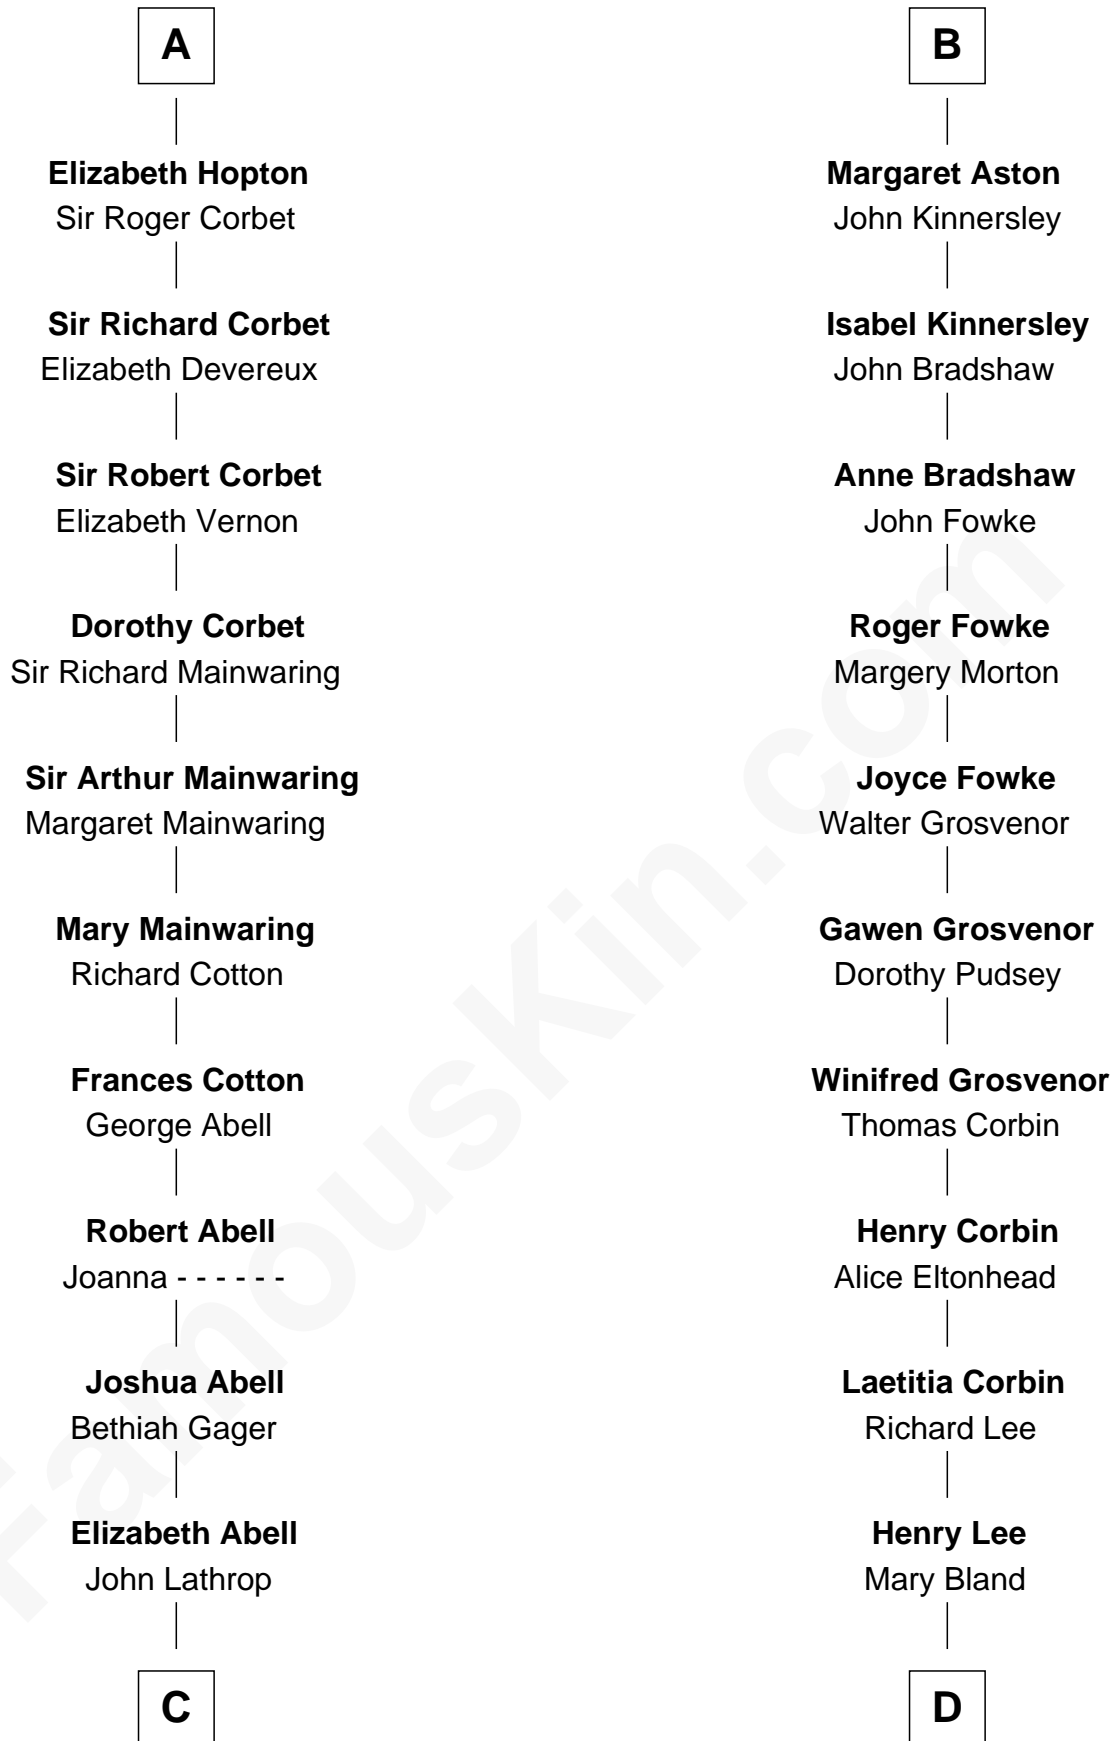 A
Elizabeth Hopton
Sir Roger Corbet
Sir Richard Corbet
Elizabeth Devereux
Sir Robert Corbet
Elizabeth Vernon
Dorothy Corbet
Sir Richard Mainwaring
Sir Arthur Mainwaring
Margaret Mainwaring
Mary Mainwaring
Richard Cotton
Frances Cotton
George Abell
Robert Abell
Joanna - - - - - -
Joshua Abell
Bethiah Gager
Elizabeth Abell
John Lathrop
C
B
Margaret Aston
John Kinnersley
Isabel Kinnersley
John Bradshaw
Anne Bradshaw
John Fowke
Roger Fowke
Margery Morton
Joyce Fowke
Walter Grosvenor
Gawen Grosvenor
Dorothy Pudsey
Winifred Grosvenor
Thomas Corbin
Henry Corbin
Alice Eltonhead
Laetitia Corbin
Richard Lee
Henry Lee
Mary Bland
D
FamousKin.com